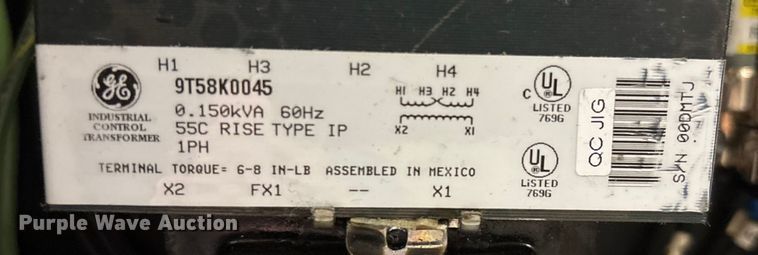 H1 H3 H2 H4
GE
INDUSTRIAL
CONTROL
TRANSFORMER
9T58K0045
0.150kVA 60Hz
55C RISE TYPE IP
1PH
H1 H3 H2 H4
X2 X1
C UL
LISTED
769G
UL
LISTED
769G
QC JIG
S/N 00DMTJ
TERMINAL TORQUE= 6-8 IN-LB ASSEMBLED IN MEXICO
X2 FX1 -- X1
Purple Wave Auction